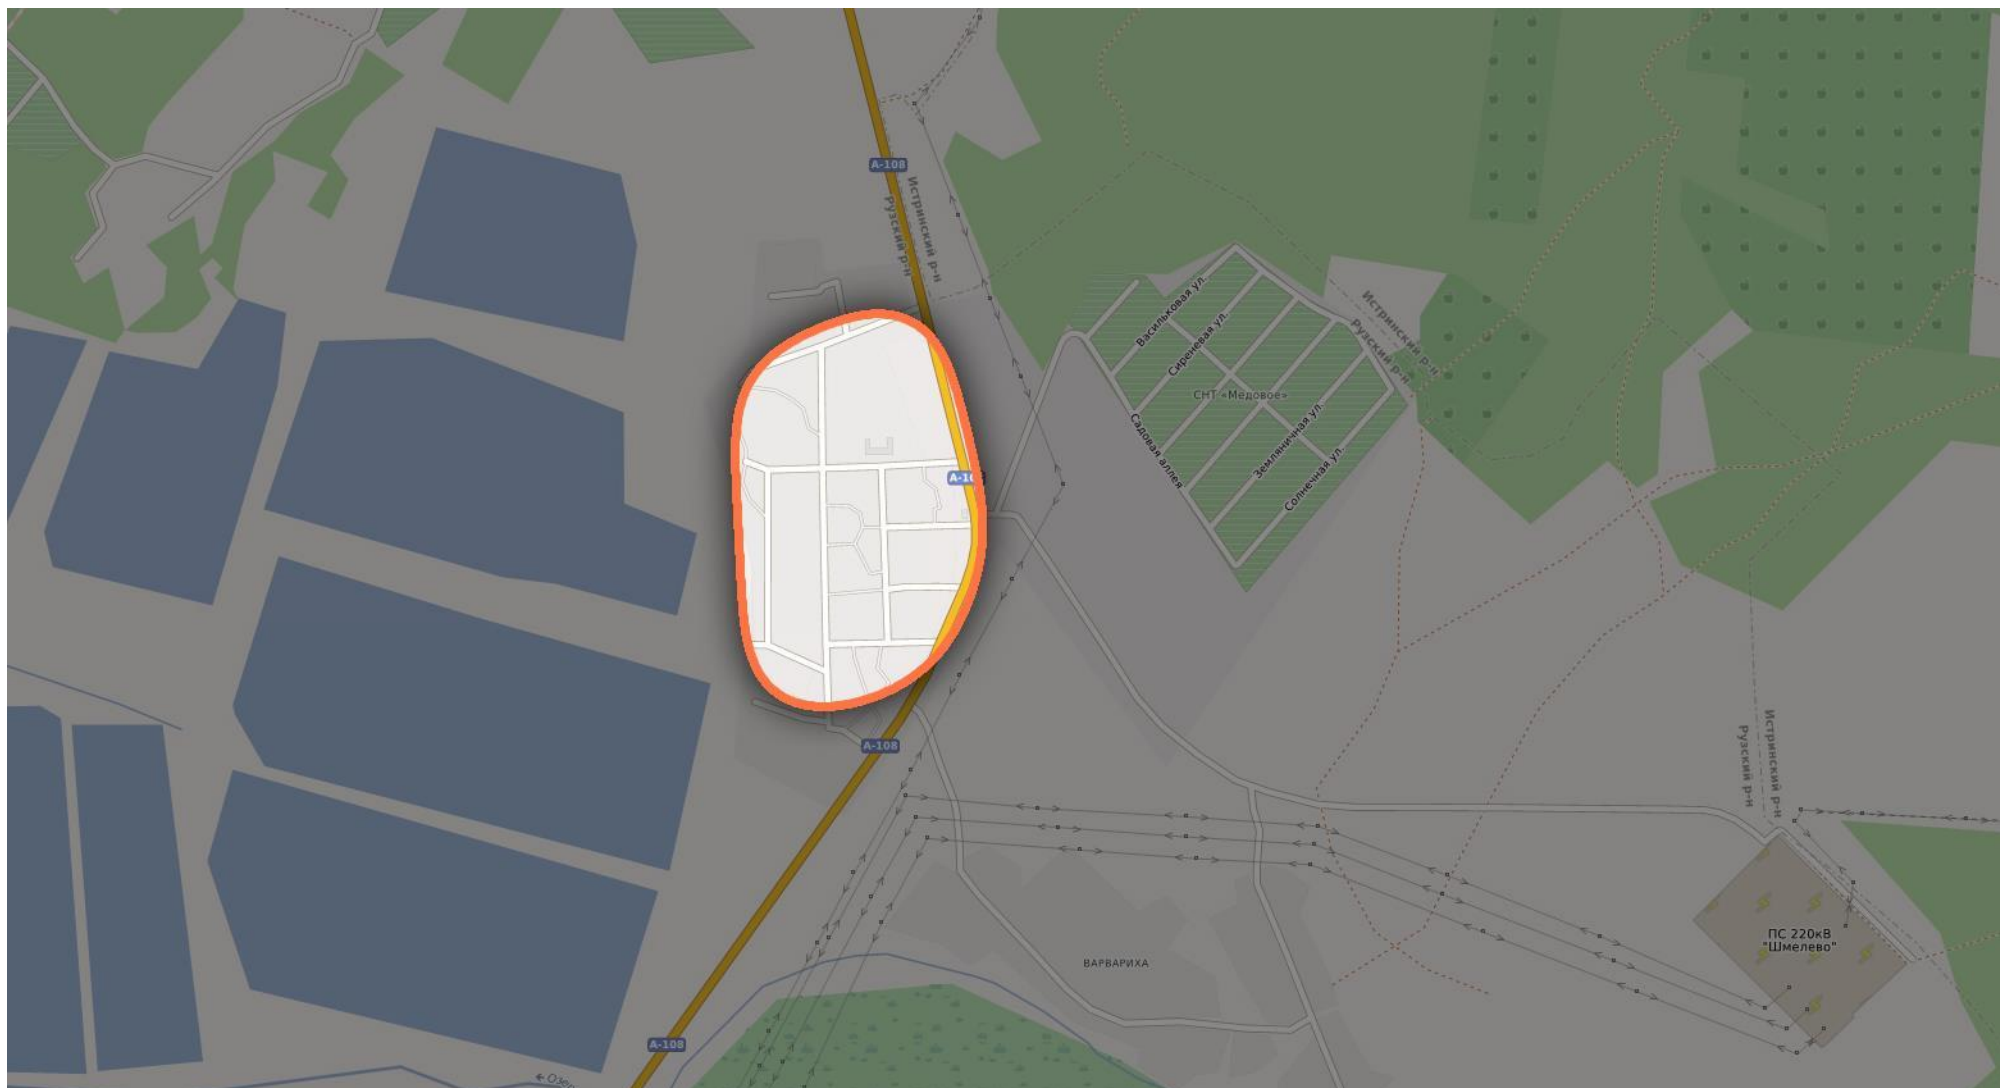 А-108
Истринский р-н
Рузский р-н
Васильковая ул.
Сиреневая ул.
СНТ «Медовое»
Садовая аллея
Земляничная ул.
Солнечная ул.
Истринский р-н
Рузский р-н
А-10
Истринский р-н
Рузский р-н
А-108
ПС 220кВ
"Шмелево"
ВАРВАРИХА
А-108
← Озер